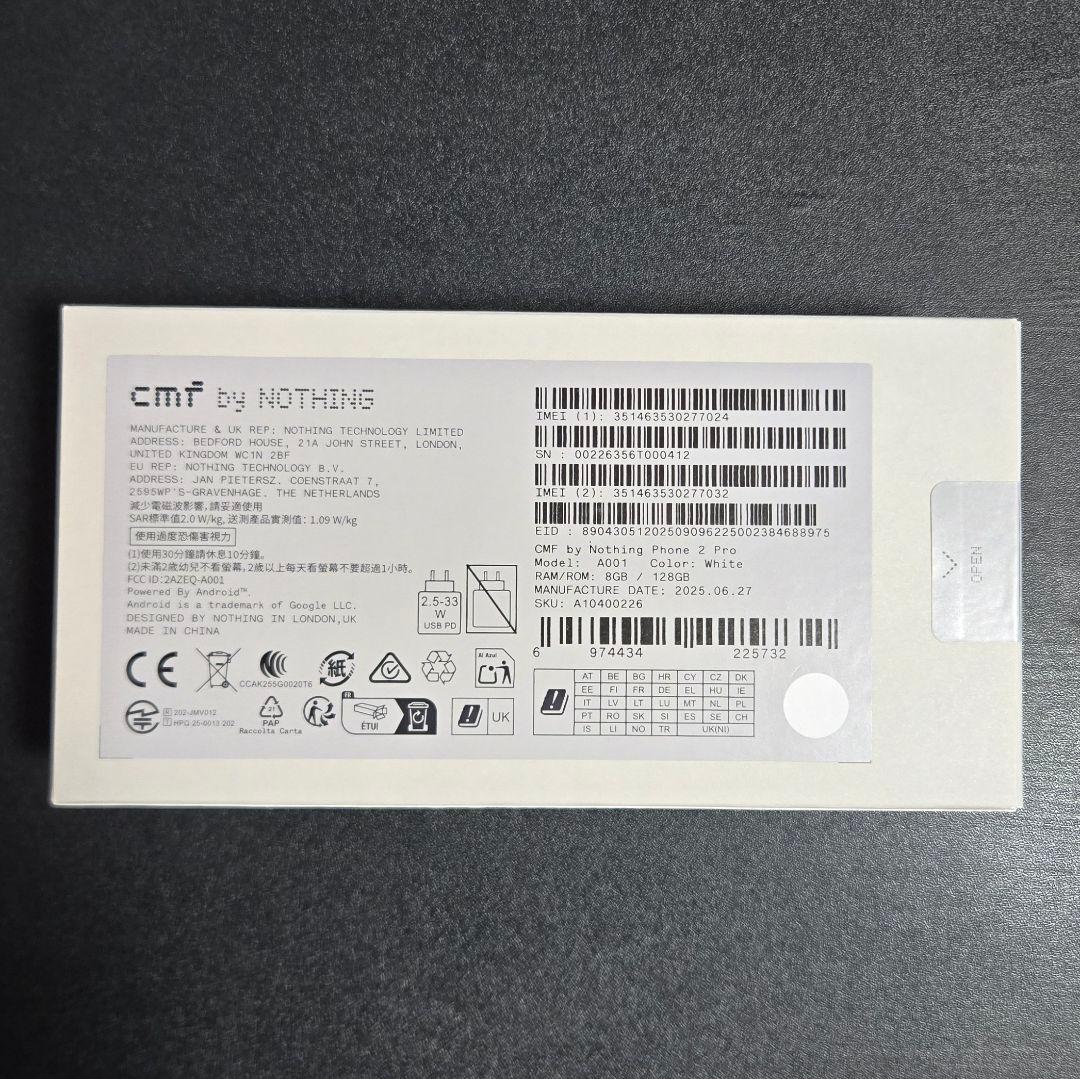 cmf by NOTHING
MANUFACTURE & UK REP: NOTHING TECHNOLOGY LIMITED
ADDRESS: BEDFORD HOUSE, 21A JOHN STREET, LONDON,
UNITED KINGDOM WC1N 2BF
EU REP: NOTHING TECHNOLOGY B.V.
ADDRESS: JAN PIETERSZ. COENSTRAAT 7,
2595WP'S-GRAVENHAGE. THE NETHERLANDS
減少電磁波影響,請妥適使用
SAR標準值2.0 W/kg, 送測產品實測值: 1.09 W/kg
使用過度恐傷害視力
(1)使用30分鐘請休息10分鐘。
(2)未滿2歲幼兒不看螢幕,2歲以上每天看螢幕不要超過1小時。
FCC ID: 2AZEQ-A001
Powered By Android™.
Android is a trademark of Google LLC.
DESIGNED BY NOTHING IN LONDON,UK
MADE IN CHINA
2.5-33
W
USB PD
CE
CCAK255G0020T6
紙
Al Azul
R 202-JMV012
T HPG 25-0013 202
21
PAP
Raccolta Carta
FR
ÉTUI
UK
IMEI (1): 351463530277024
SN : 00226356T000412
IMEI (2): 351463530277032
EID : 89043051202509096225002384688975
CMF by Nothing Phone 2 Pro
Model: A001 Color: White
RAM/ROM: 8GB / 128GB
MANUFACTURE DATE: 2025.06.27
SKU: A10400226
6 974434 225732
AT BE BG HR CY CZ DK
EE FI FR DE EL HU IE
IT LV LT LU MT NL PL
PT RO SK SI ES SE CH
IS LI NO TR UK(NI)
OPEN